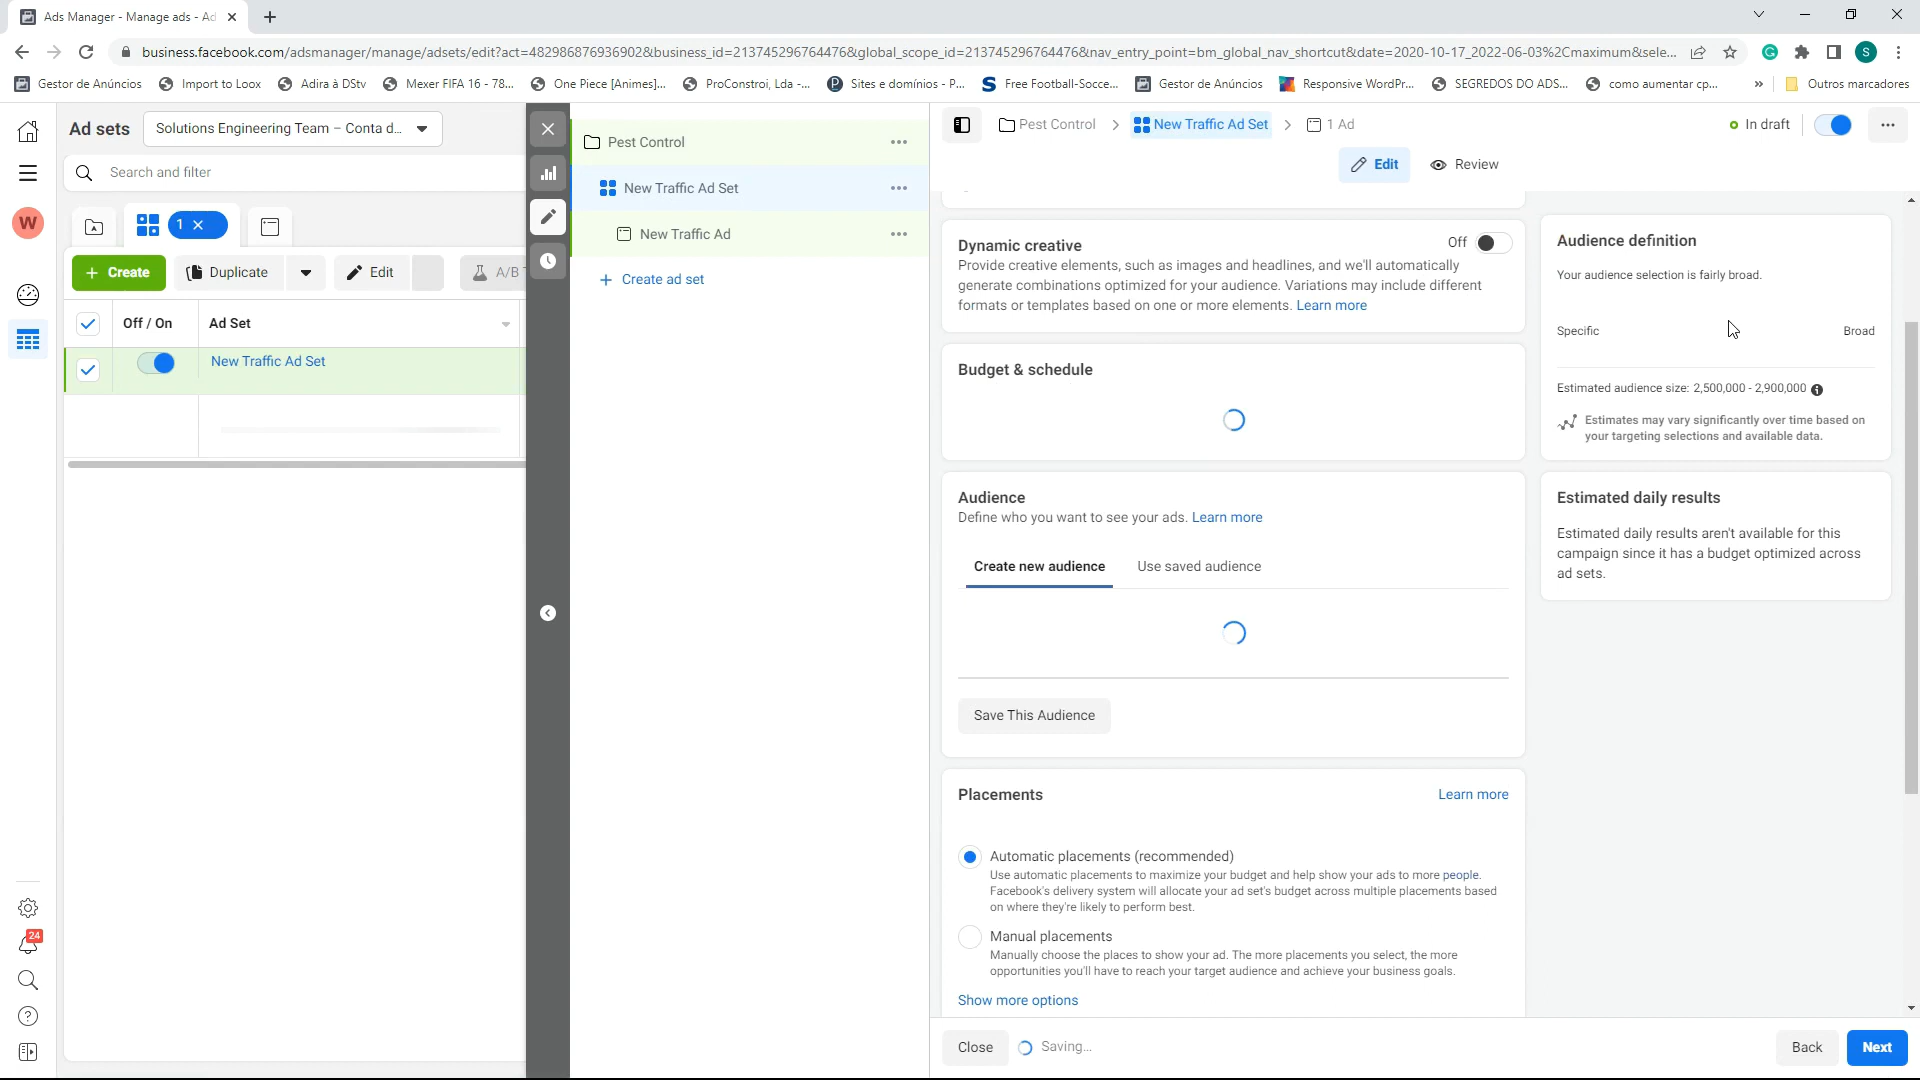 Ads Manager - Manage ads - Ad
business.facebook.com/adsmanager/manage/adsets/edit?act=482986876936902&business_id=213745296764476&global_scope_id=213745296764476&nav_entry_point=bm_global_nav_shortcut&date=2020-10-17_2022-06-03%2Cmaximum&sele...
S
Gestor de Anúncios
Import to Loox
Adira à DStv
Mexer FIFA 16 - 78...
One Piece [Animes]...
ProConstroi, Lda -...
Sites e domínios - P...
Free Football-Socce...
Gestor de Anúncios
Responsive WordPr...
SEGREDOS DO ADS...
como aumentar cp...
»
Outros marcadores
Ad sets
Solutions Engineering Team – Conta d...
Search and filter
W
1
+ Create
Duplicate
Edit
A/B T
Off / On
Ad Set
New Traffic Ad Set
24
Pest Control
New Traffic Ad Set
New Traffic Ad
+ Create ad set
Pest Control
New Traffic Ad Set
1 Ad
In draft
Edit
Review
Dynamic creative
Off
Provide creative elements, such as images and headlines, and we'll automatically
generate combinations optimized for your audience. Variations may include different
formats or templates based on one or more elements. Learn more
Budget & schedule
Audience
Define who you want to see your ads. Learn more
Create new audience
Use saved audience
Save This Audience
Placements
Learn more
Automatic placements (recommended)
Use automatic placements to maximize your budget and help show your ads to more people.
Facebook's delivery system will allocate your ad set's budget across multiple placements based
on where they're likely to perform best.
Manual placements
Manually choose the places to show your ad. The more placements you select, the more
opportunities you'll have to reach your target audience and achieve your business goals.
Show more options
Audience definition
Your audience selection is fairly broad.
Specific
Broad
Estimated audience size: 2,500,000 - 2,900,000
Estimates may vary significantly over time based on
your targeting selections and available data.
Estimated daily results
Estimated daily results aren't available for this
campaign since it has a budget optimized across
ad sets.
Close
Saving...
Back
Next